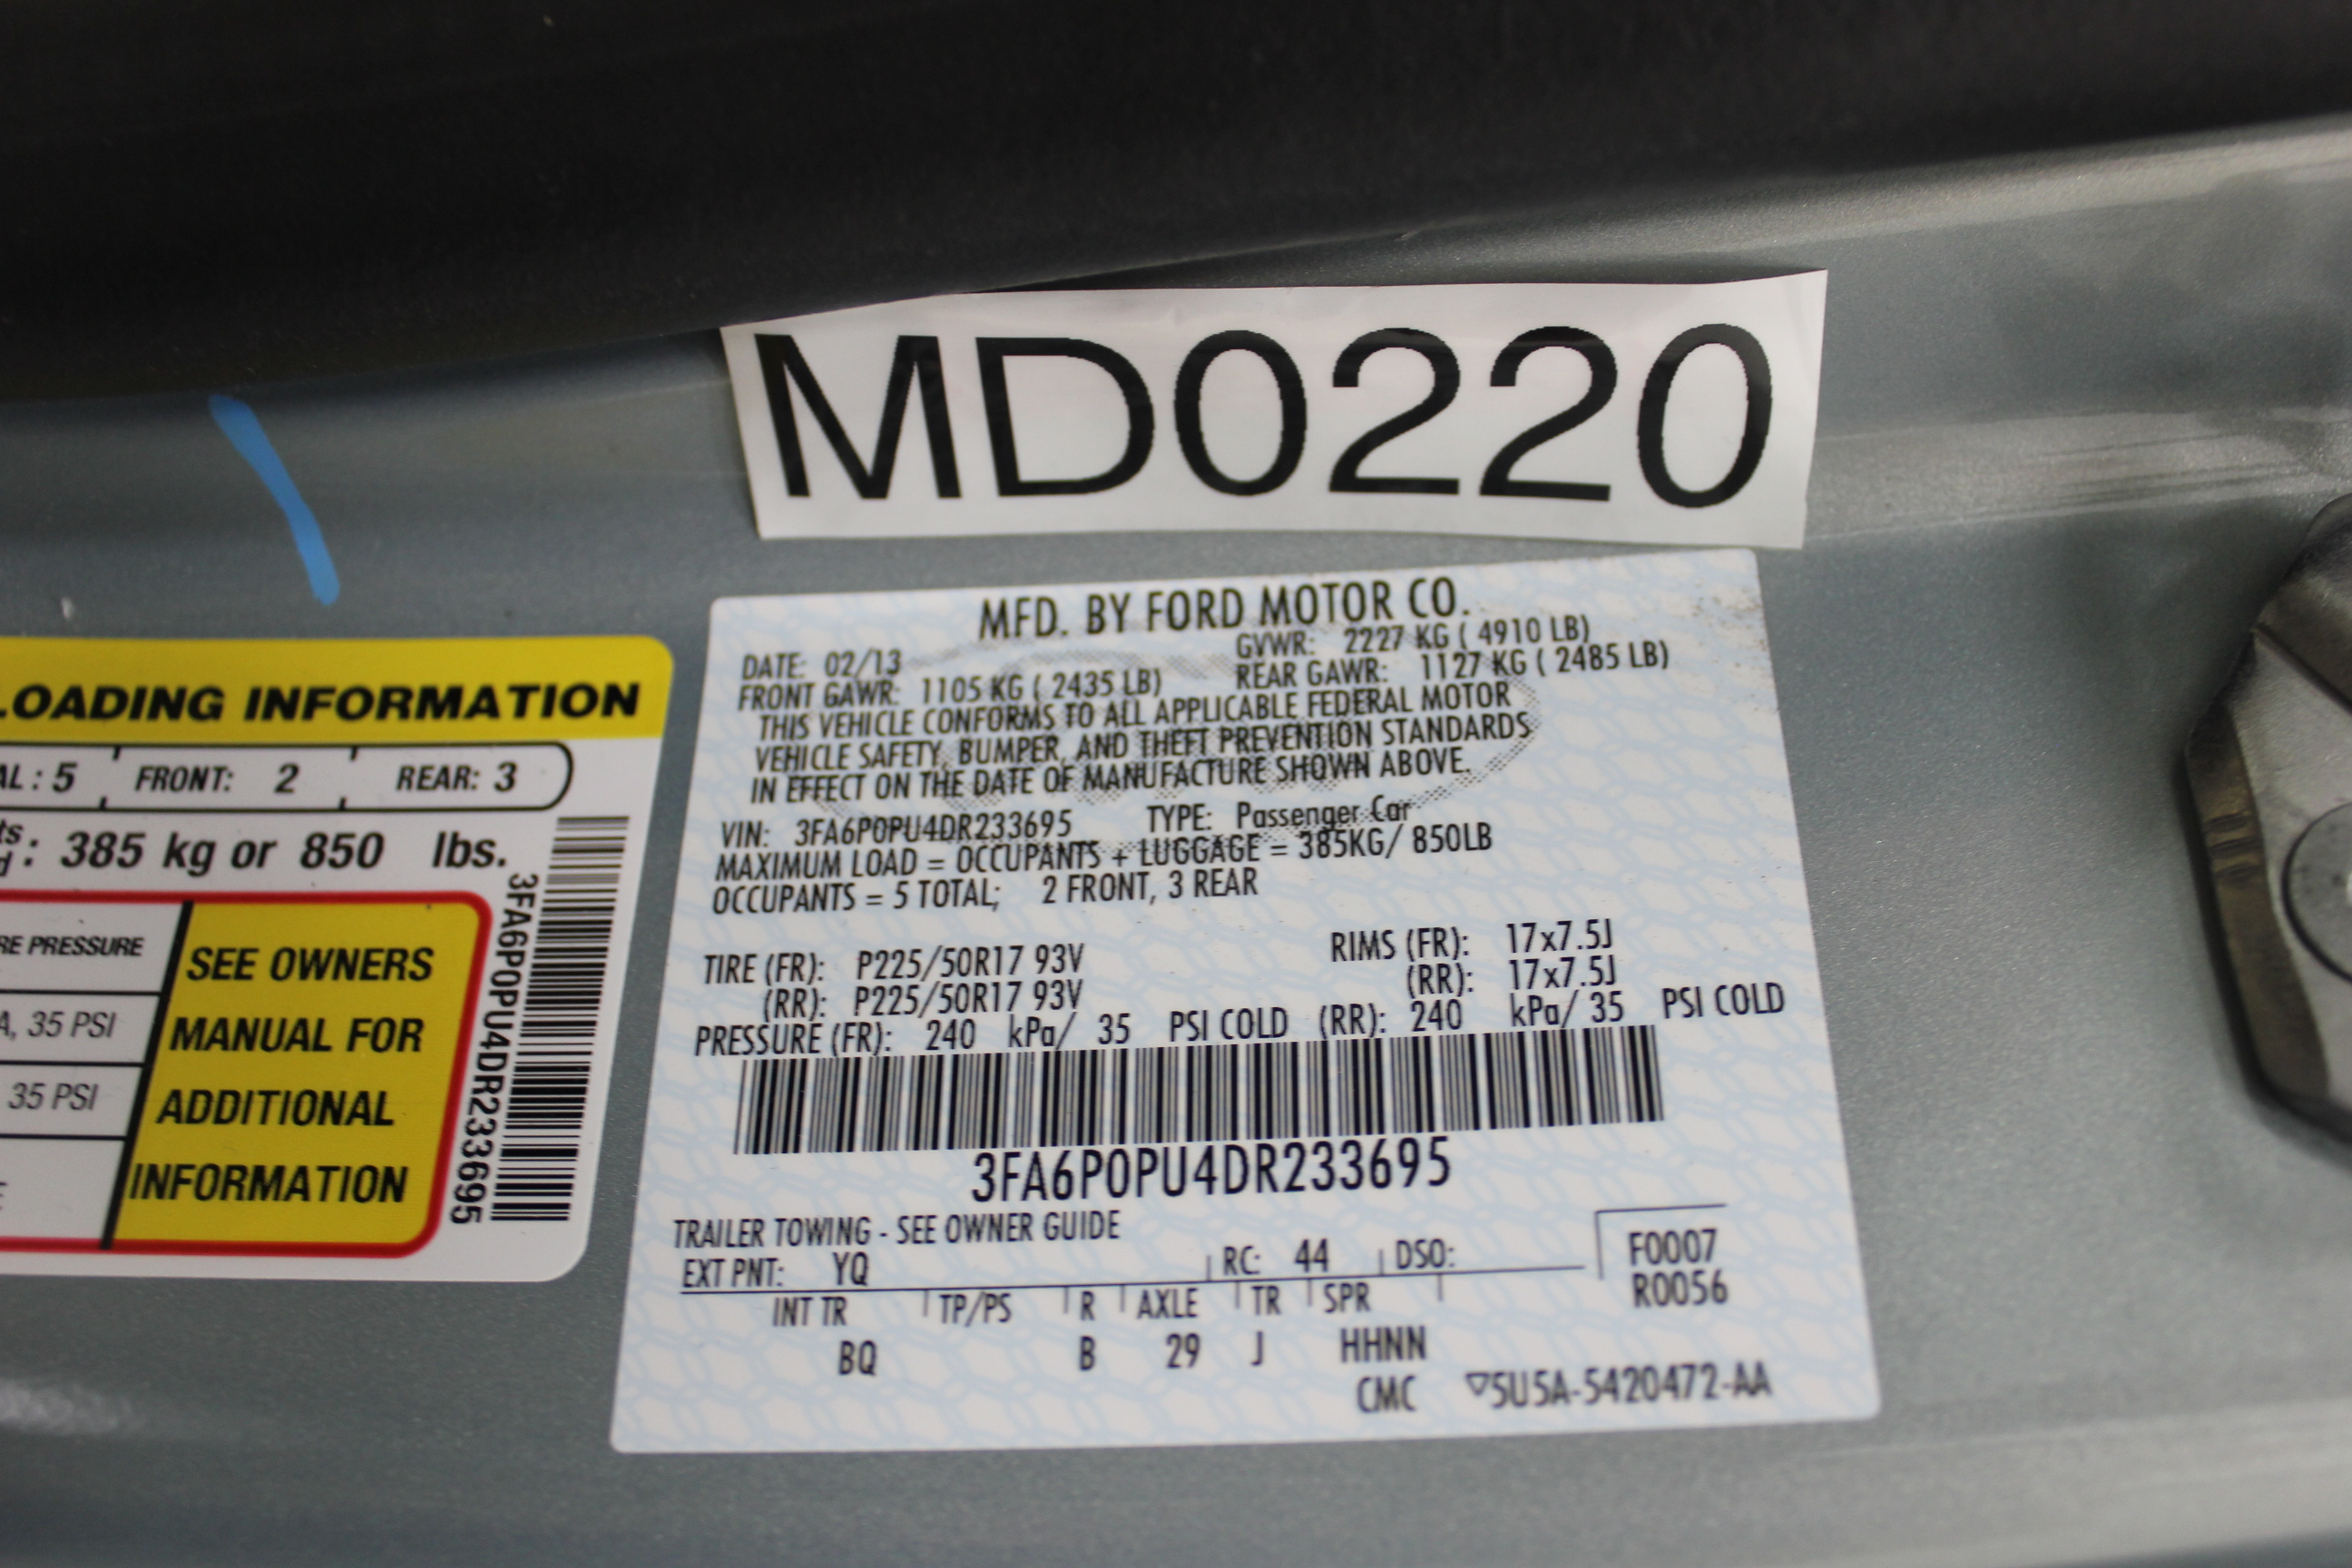 MD0220
LOADING INFORMATION
AL : 5 FRONT: 2 REAR: 3
ts
d : 385 kg or 850 lbs.
RE PRESSURE
A, 35 PSI
35 PSI
E
SEE OWNERS
MANUAL FOR
ADDITIONAL
INFORMATION
3FA6P0PU4DR233695
MFD. BY FORD MOTOR CO.
DATE: 02/13 GVWR: 2227 KG ( 4910 LB)
FRONT GAWR: 1105 KG ( 2435 LB) REAR GAWR: 1127 KG ( 2485 LB)
THIS VEHICLE CONFORMS TO ALL APPLICABLE FEDERAL MOTOR
VEHICLE SAFETY, BUMPER, AND THEFT PREVENTION STANDARDS
IN EFFECT ON THE DATE OF MANUFACTURE SHOWN ABOVE.
VIN: 3FA6P0PU4DR233695 TYPE: Passenger Car
MAXIMUM LOAD = OCCUPANTS + LUGGAGE = 385KG/ 850LB
OCCUPANTS = 5 TOTAL; 2 FRONT, 3 REAR
TIRE (FR): P225/50R17 93V RIMS (FR): 17x7.5J
(RR): P225/50R17 93V (RR): 17x7.5J
PRESSURE (FR): 240 kPa/ 35 PSI COLD (RR): 240 kPa/ 35 PSI COLD
3FA6P0PU4DR233695
TRAILER TOWING - SEE OWNER GUIDE
EXT PNT: YQ RC: 44 DSO: F0007
R0056
INT TR TP/PS R AXLE TR SPR
BQ B 29 J HHNN
CMC ▽5U5A-5420472-AA